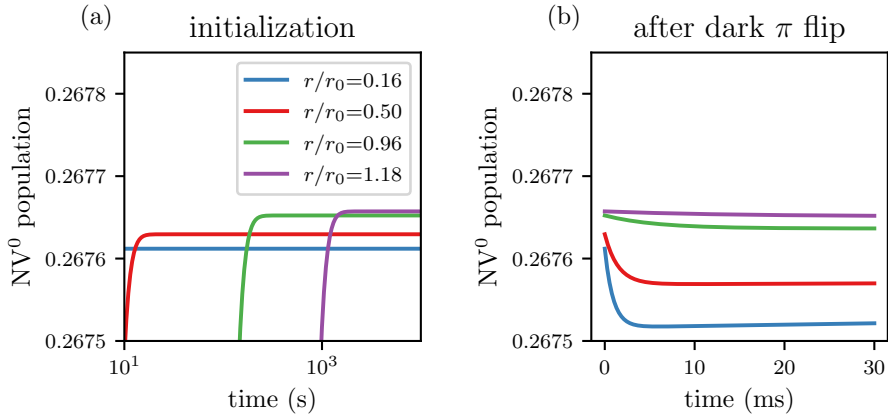 (a)
initialization
NV⁰ population
0.2678
0.2677
0.2676
0.2675
r/r₀=0.16
r/r₀=0.50
r/r₀=0.96
r/r₀=1.18
10¹
10³
time (s)
(b)
after dark π flip
NV⁰ population
0.2678
0.2677
0.2676
0.2675
0
10
20
30
time (ms)